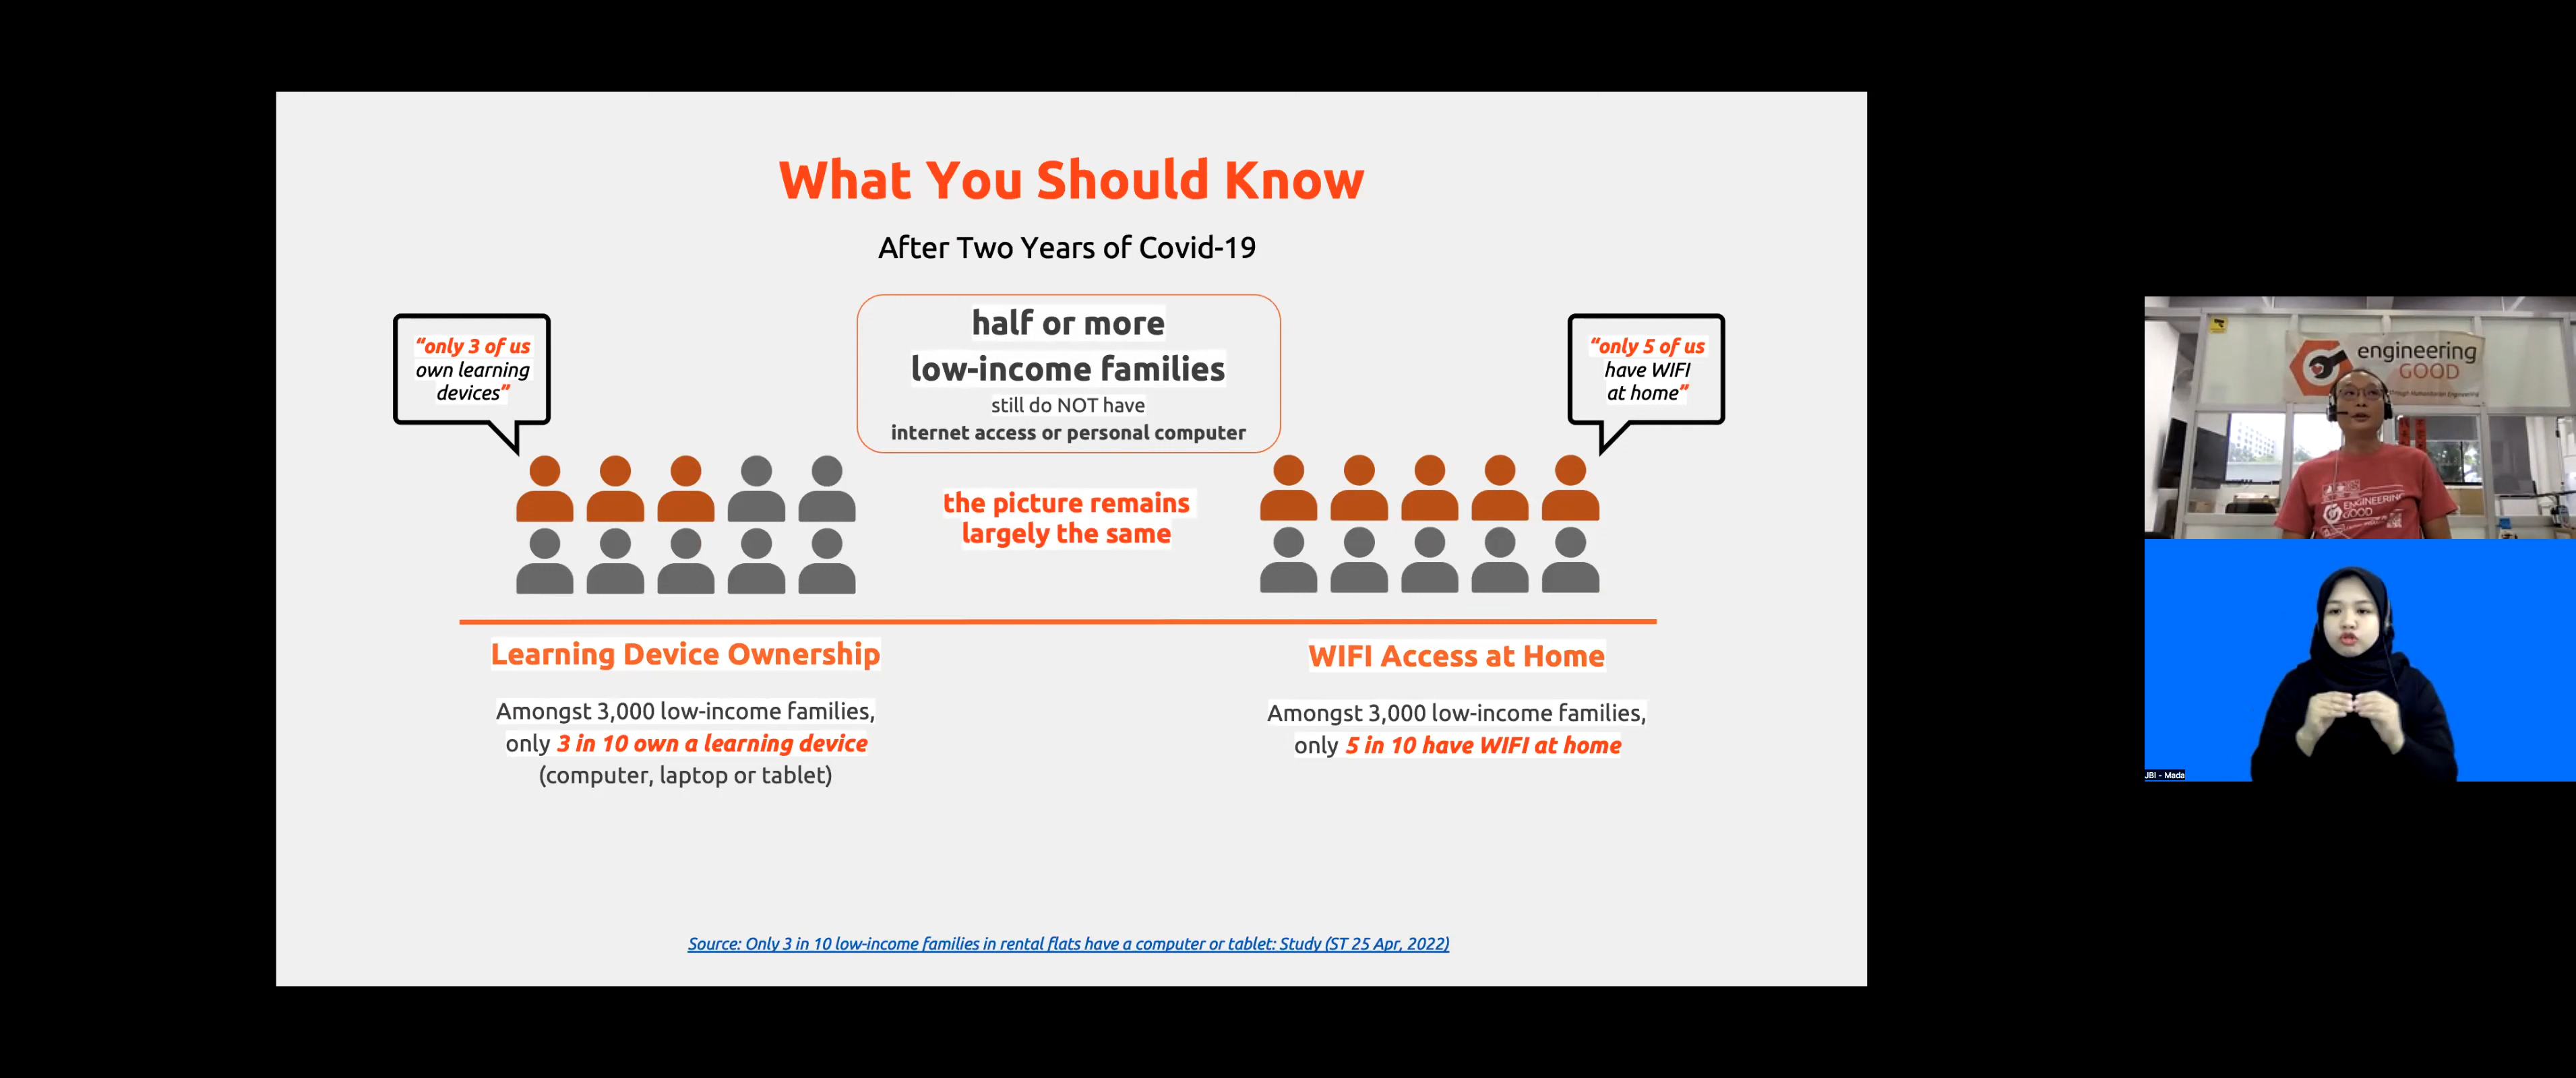 What You Should Know
After Two Years of Covid-19
"only 3 of us
own learning
devices"
half or more
low-income families
still do NOT have
internet access or personal computer
"only 5 of us
have WIFI
at home"
the picture remains
largely the same
Learning Device Ownership
Amongst 3,000 low-income families,
only 3 in 10 own a learning device
(computer, laptop or tablet)
WIFI Access at Home
Amongst 3,000 low-income families,
only 5 in 10 have WIFI at home
Source: Only 3 in 10 low-income families in rental flats have a computer or tablet: Study (ST 25 Apr, 2022)
engineering
GOOD
through Humanitarian Engineering
ENGINEERING
GOOD
JBI - Mada